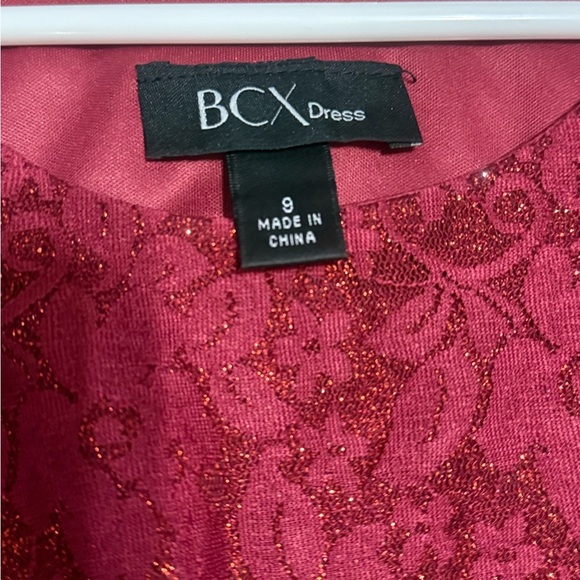 BCX Dress
9
MADE IN
CHINA